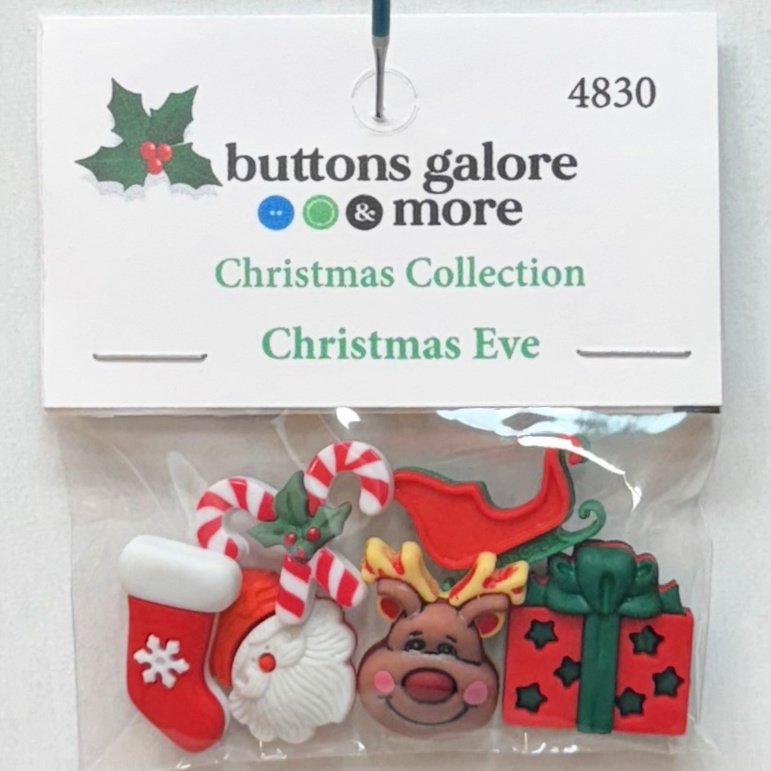 4830
buttons galore
& more
Christmas Collection
Christmas Eve